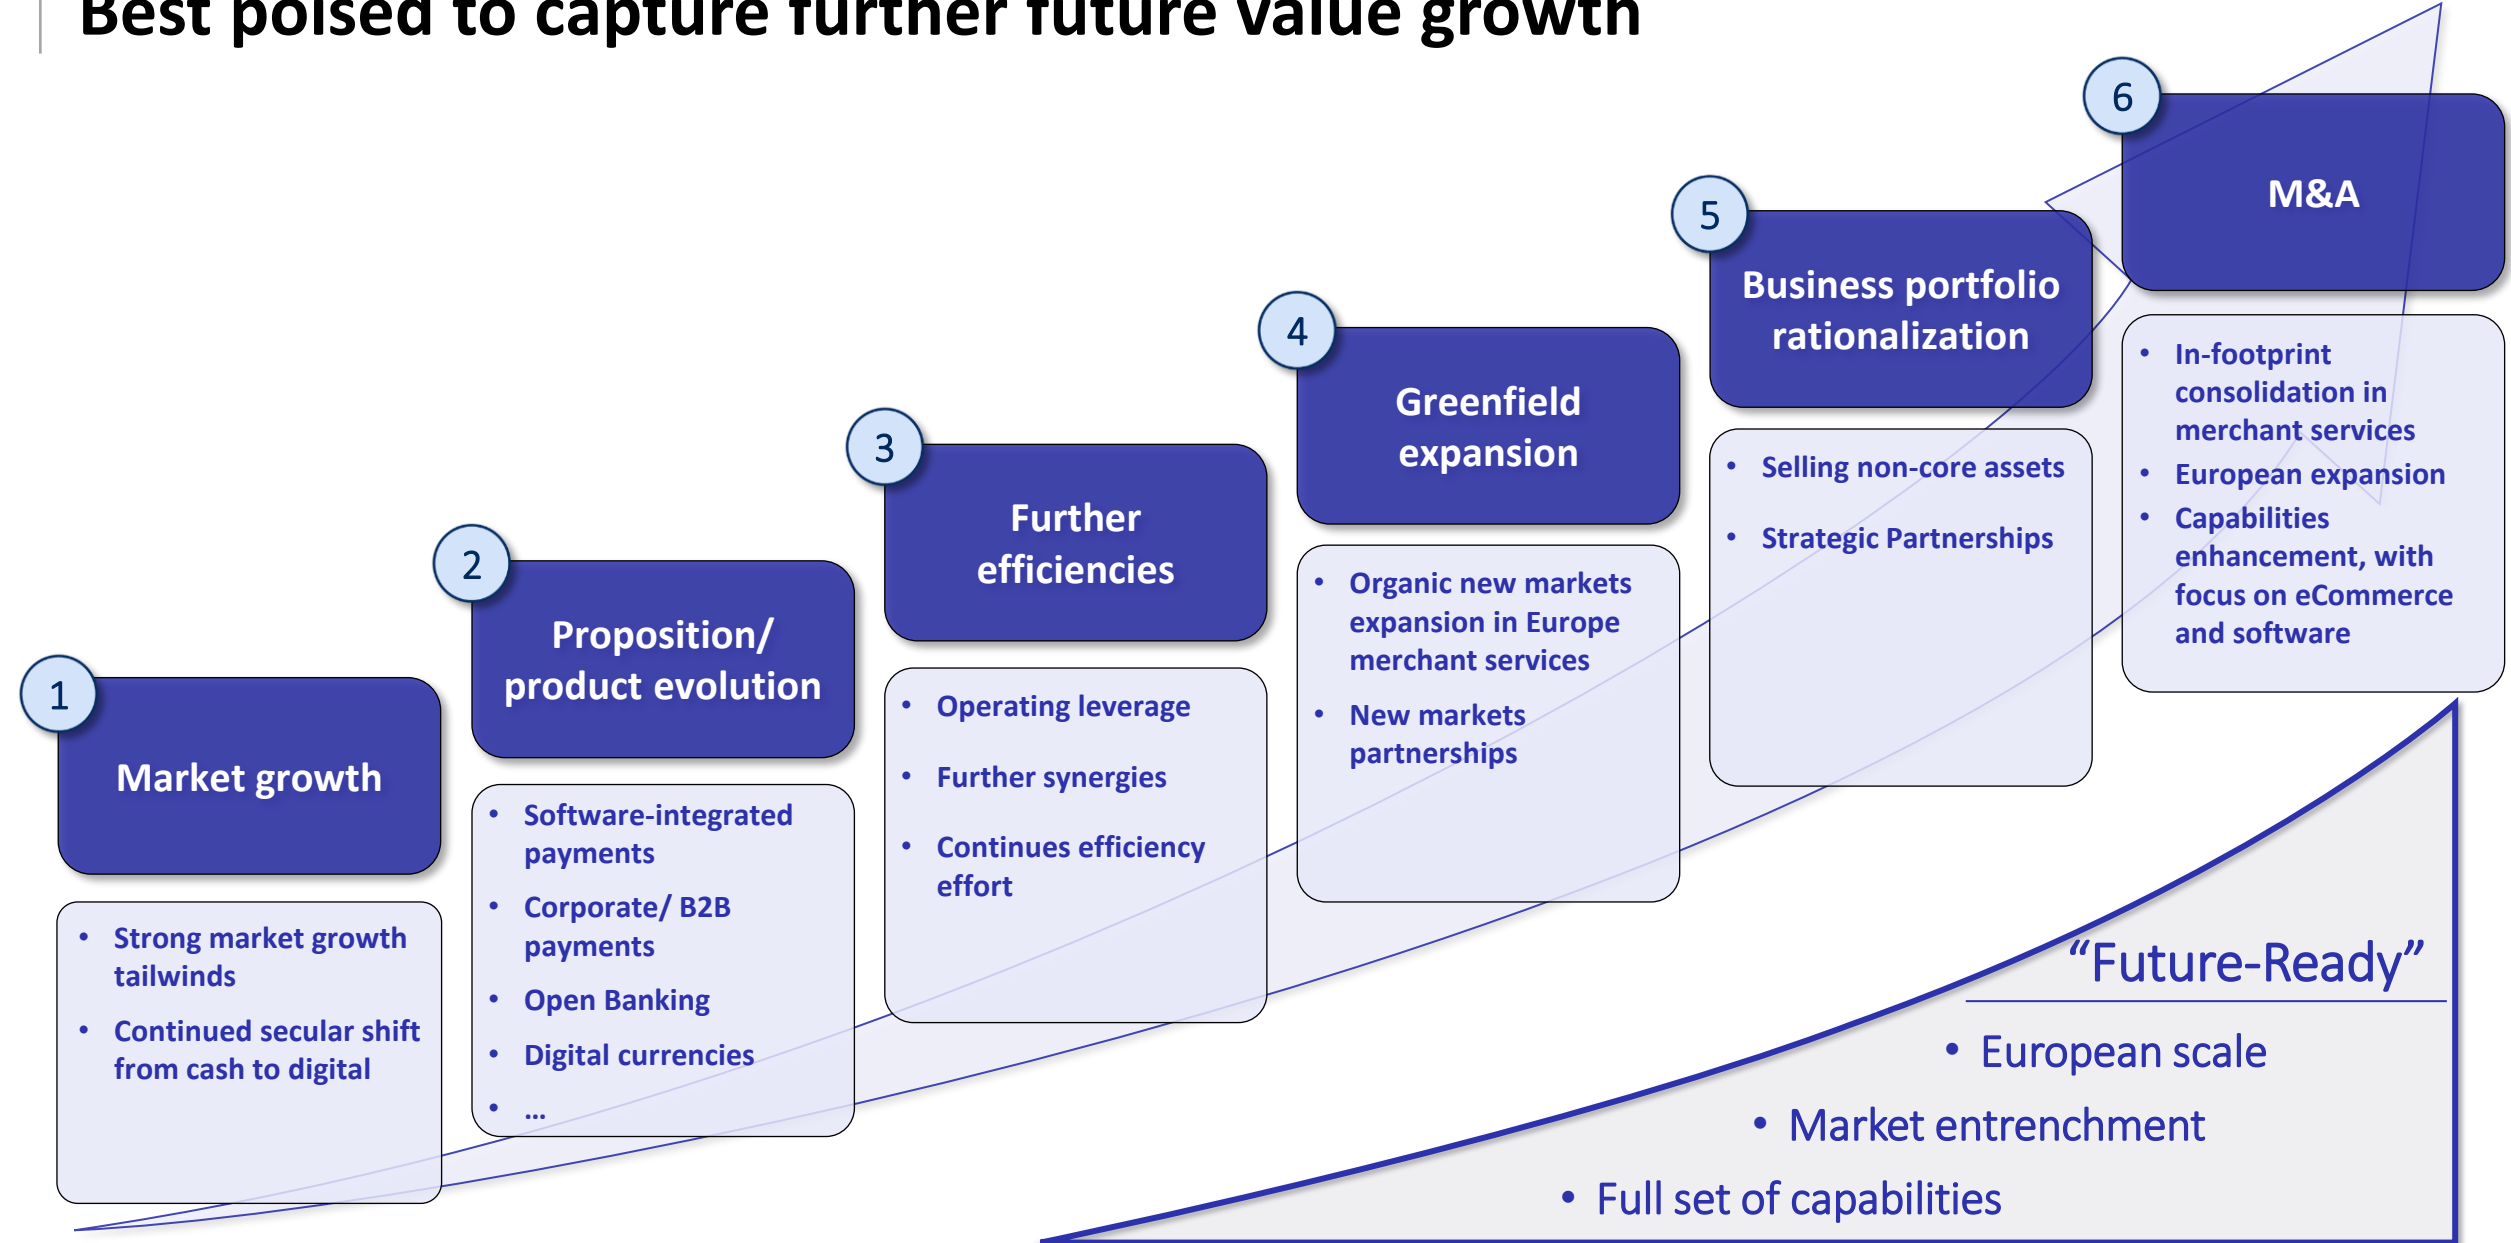 Best poised to capture further future value growth
1
Market growth
• Strong market growth
tailwinds
• Continued secular shift
from cash to digital
2
Proposition/
product evolution
• Software-integrated
payments
• Corporate/ B2B
payments
• Open Banking
• Digital currencies
• ...
3
Further
efficiencies
• Operating leverage
• Further synergies
• Continues efficiency
effort
4
Greenfield
expansion
• Organic new markets
expansion in Europe
merchant services
• New markets
partnerships
5
Business portfolio
rationalization
• Selling non-core assets
• Strategic Partnerships
6
M&A
• In-footprint
consolidation in
merchant services
• European expansion
• Capabilities
enhancement, with
focus on eCommerce
and software
“Future-Ready”
• European scale
• Market entrenchment
• Full set of capabilities